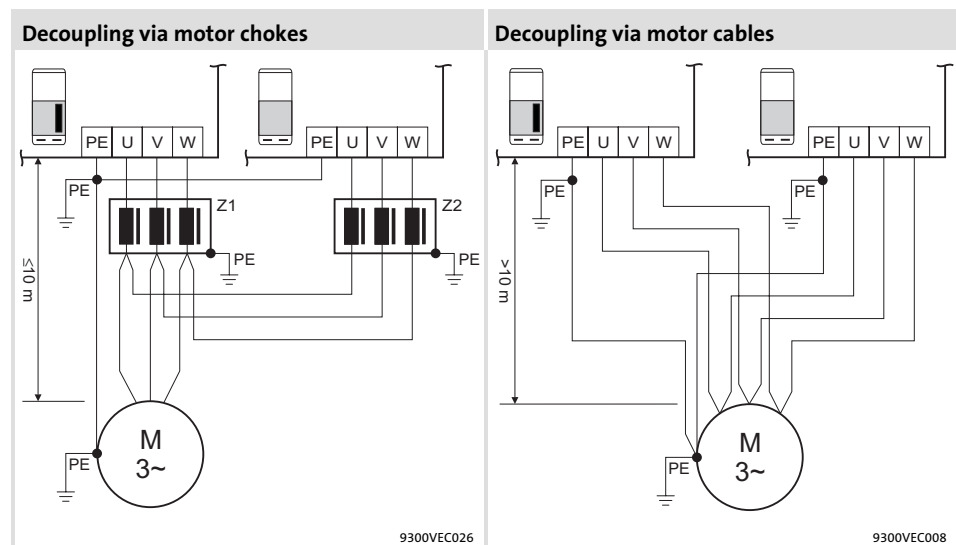 Decoupling via motor chokes
PE U V W
PE U V W
PE
Z1
Z2
PE
PE
≤10 m
M
3~
PE
9300VEC026
Decoupling via motor cables
PE U V W
PE U V W
PE
PE
>10 m
M
3~
PE
9300VEC008